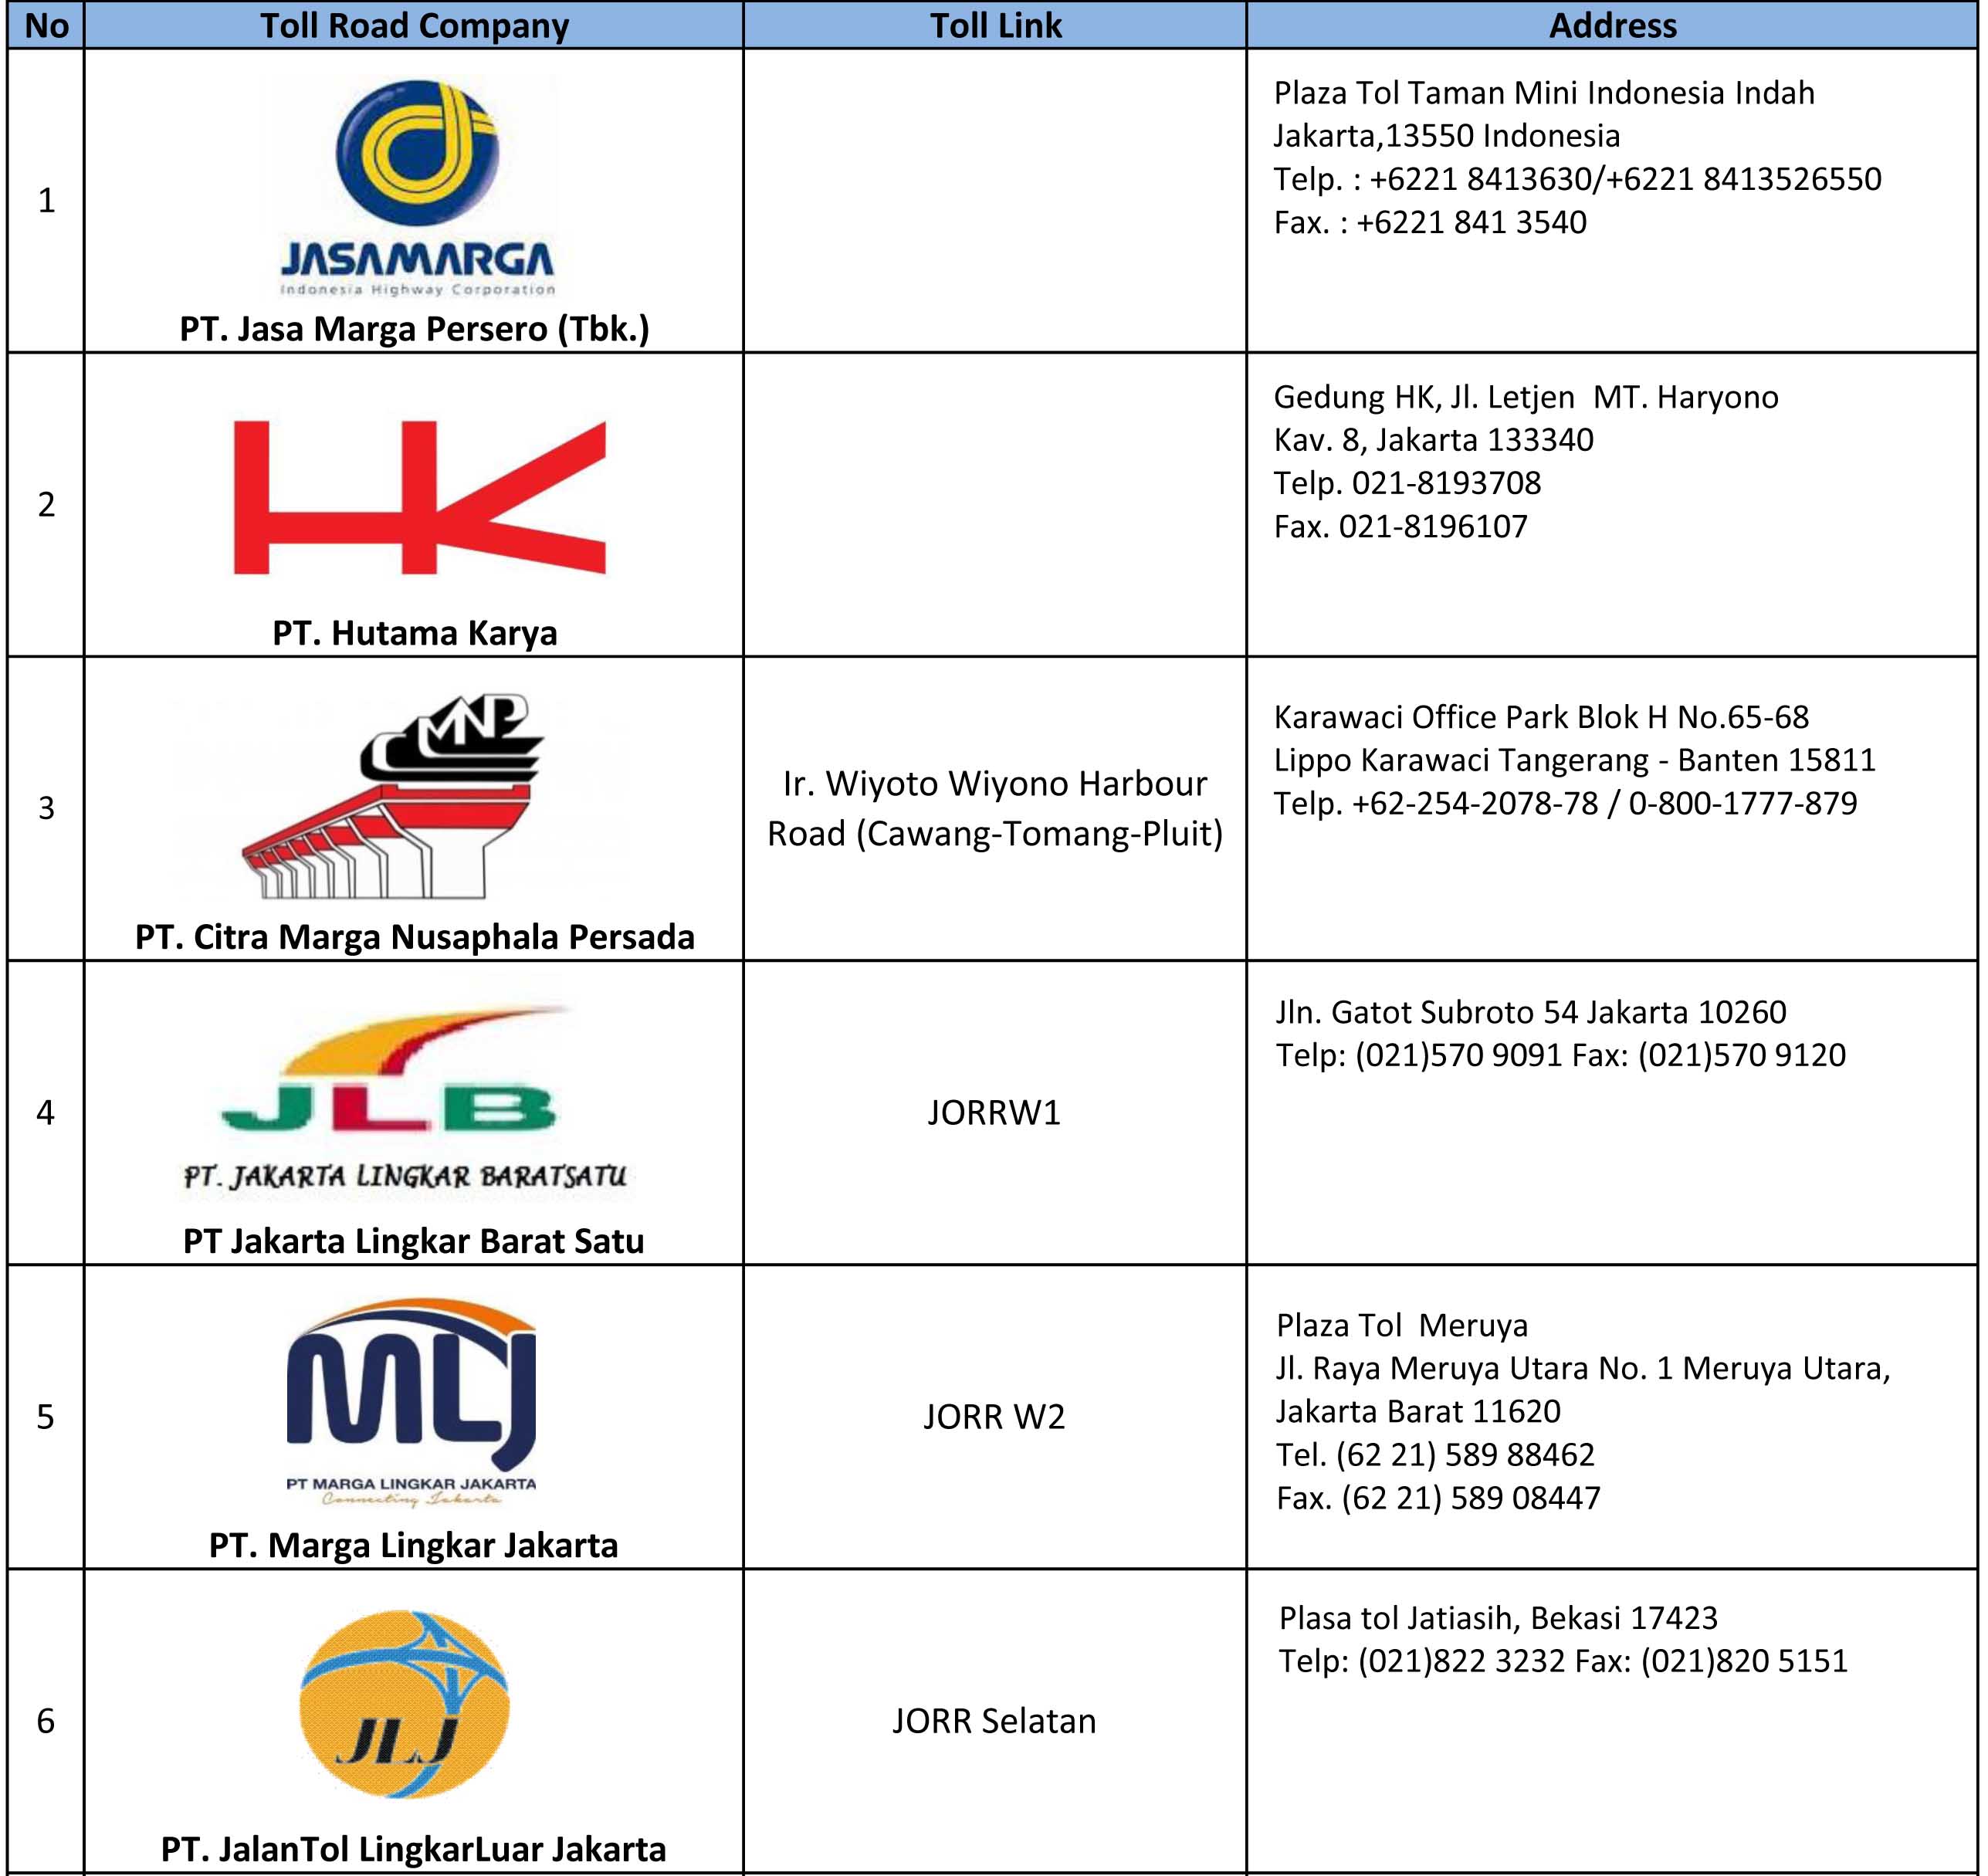 No Toll Road Company Toll Link Address
1
JASAMARGA
Indonesia Highway Corporation
PT. Jasa Marga Persero (Tbk.)
Plaza Tol Taman Mini Indonesia Indah
Jakarta,13550 Indonesia
Telp. : +6221 8413630/+6221 8413526550
Fax. : +6221 841 3540
2
HK
PT. Hutama Karya
Gedung HK, Jl. Letjen  MT. Haryono
Kav. 8, Jakarta 133340
Telp. 021-8193708
Fax. 021-8196107
3
CMNP
PT. Citra Marga Nusaphala Persada
Ir. Wiyoto Wiyono Harbour
Road (Cawang-Tomang-Pluit)
Karawaci Office Park Blok H No.65-68
Lippo Karawaci Tangerang - Banten 15811
Telp. +62-254-2078-78 / 0-800-1777-879
4
JLB
PT. JAKARTA LINGKAR BARATSATU
PT Jakarta Lingkar Barat Satu
JORRW1
Jln. Gatot Subroto 54 Jakarta 10260
Telp: (021)570 9091 Fax: (021)570 9120
5
MLJ
PT MARGA LINGKAR JAKARTA
Connecting Jakarta
PT. Marga Lingkar Jakarta
JORR W2
Plaza Tol  Meruya
Jl. Raya Meruya Utara No. 1 Meruya Utara,
Jakarta Barat 11620
Tel. (62 21) 589 88462
Fax. (62 21) 589 08447
6
JLJ
PT. JalanTol LingkarLuar Jakarta
JORR Selatan
Plasa tol Jatiasih, Bekasi 17423
Telp: (021)822 3232 Fax: (021)820 5151